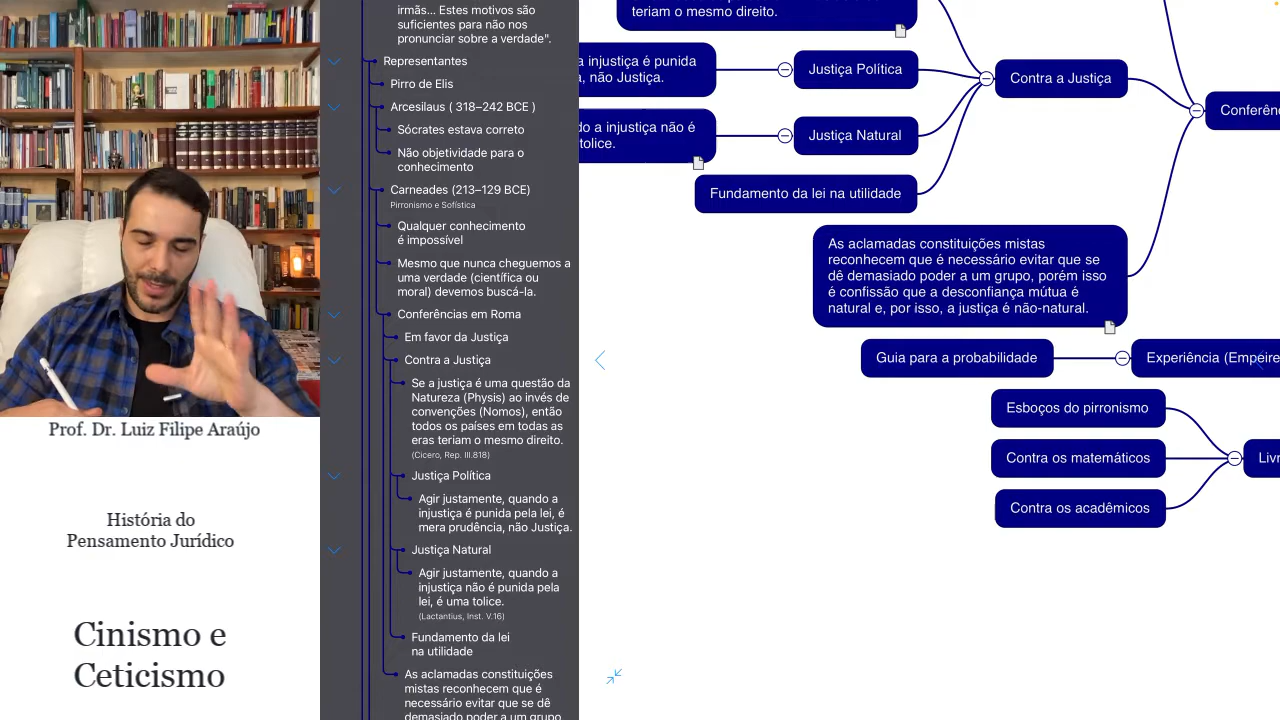 Prof. Dr. Luiz Filipe Araújo
História do
Pensamento Jurídico
Cinismo e
Ceticismo
irmãs... Estes motivos são
suficientes para não nos
pronunciar sobre a verdade".
Representantes
Pirro de Elis
Arcesilaus ( 318–242 BCE )
Sócrates estava correto
Não objetividade para o
conhecimento
Carneades (213–129 BCE)
Pirronismo e Sofística
Qualquer conhecimento
é impossível
Mesmo que nunca cheguemos a
uma verdade (científica ou
moral) devemos buscá-la.
Conferências em Roma
Em favor da Justiça
Contra a Justiça
Se a justiça é uma questão da
Natureza (Physis) ao invés de
convenções (Nomos), então
todos os países em todas as
eras teriam o mesmo direito.
(Cicero, Rep. III.818)
Justiça Política
Agir justamente, quando a
injustiça é punida pela lei, é
mera prudência, não Justiça.
Justiça Natural
Agir justamente, quando a
injustiça não é punida pela
lei, é uma tolice.
(Lactantius, Inst. V.16)
Fundamento da lei
na utilidade
As aclamadas constituições
mistas reconhecem que é
necessário evitar que se dê
demasiado poder a um grupo
teriam o mesmo direito.
a injustiça é punida
a, não Justiça.
Justiça Política
Contra a Justiça
Conferên
do a injustiça não é
tolice.
Justiça Natural
Fundamento da lei na utilidade
As aclamadas constituições mistas
reconhecem que é necessário evitar que se
dê demasiado poder a um grupo, porém isso
é confissão que a desconfiança mútua é
natural e, por isso, a justiça é não-natural.
Guia para a probabilidade
Experiência (Empeire
Esboços do pirronismo
Contra os matemáticos
Livr
Contra os acadêmicos